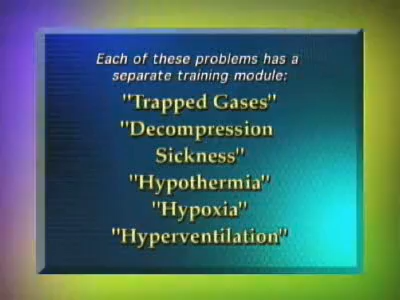 Each of these problems has a
separate training module:
"Trapped Gases"
"Decompression
Sickness"
"Hypothermia"
"Hypoxia"
"Hyperventilation"